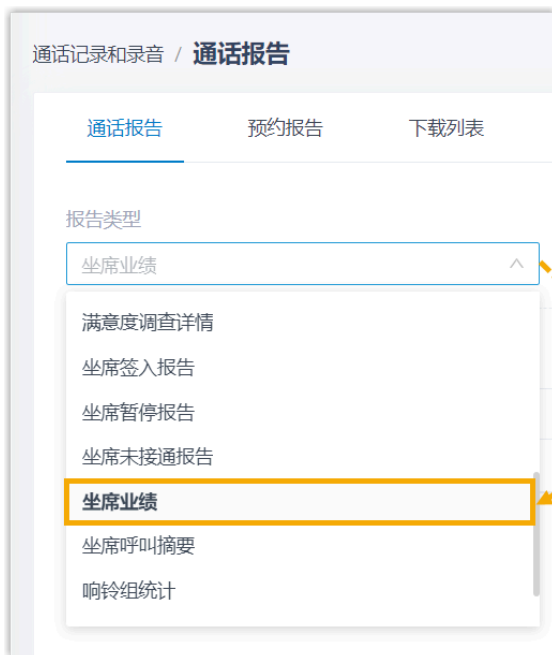 通话记录和录音 / 通话报告
通话报告 预约报告 下载列表
报告类型
坐席业绩
满意度调查详情
坐席签入报告
坐席暂停报告
坐席未接通报告
坐席业绩
坐席呼叫摘要
响铃组统计